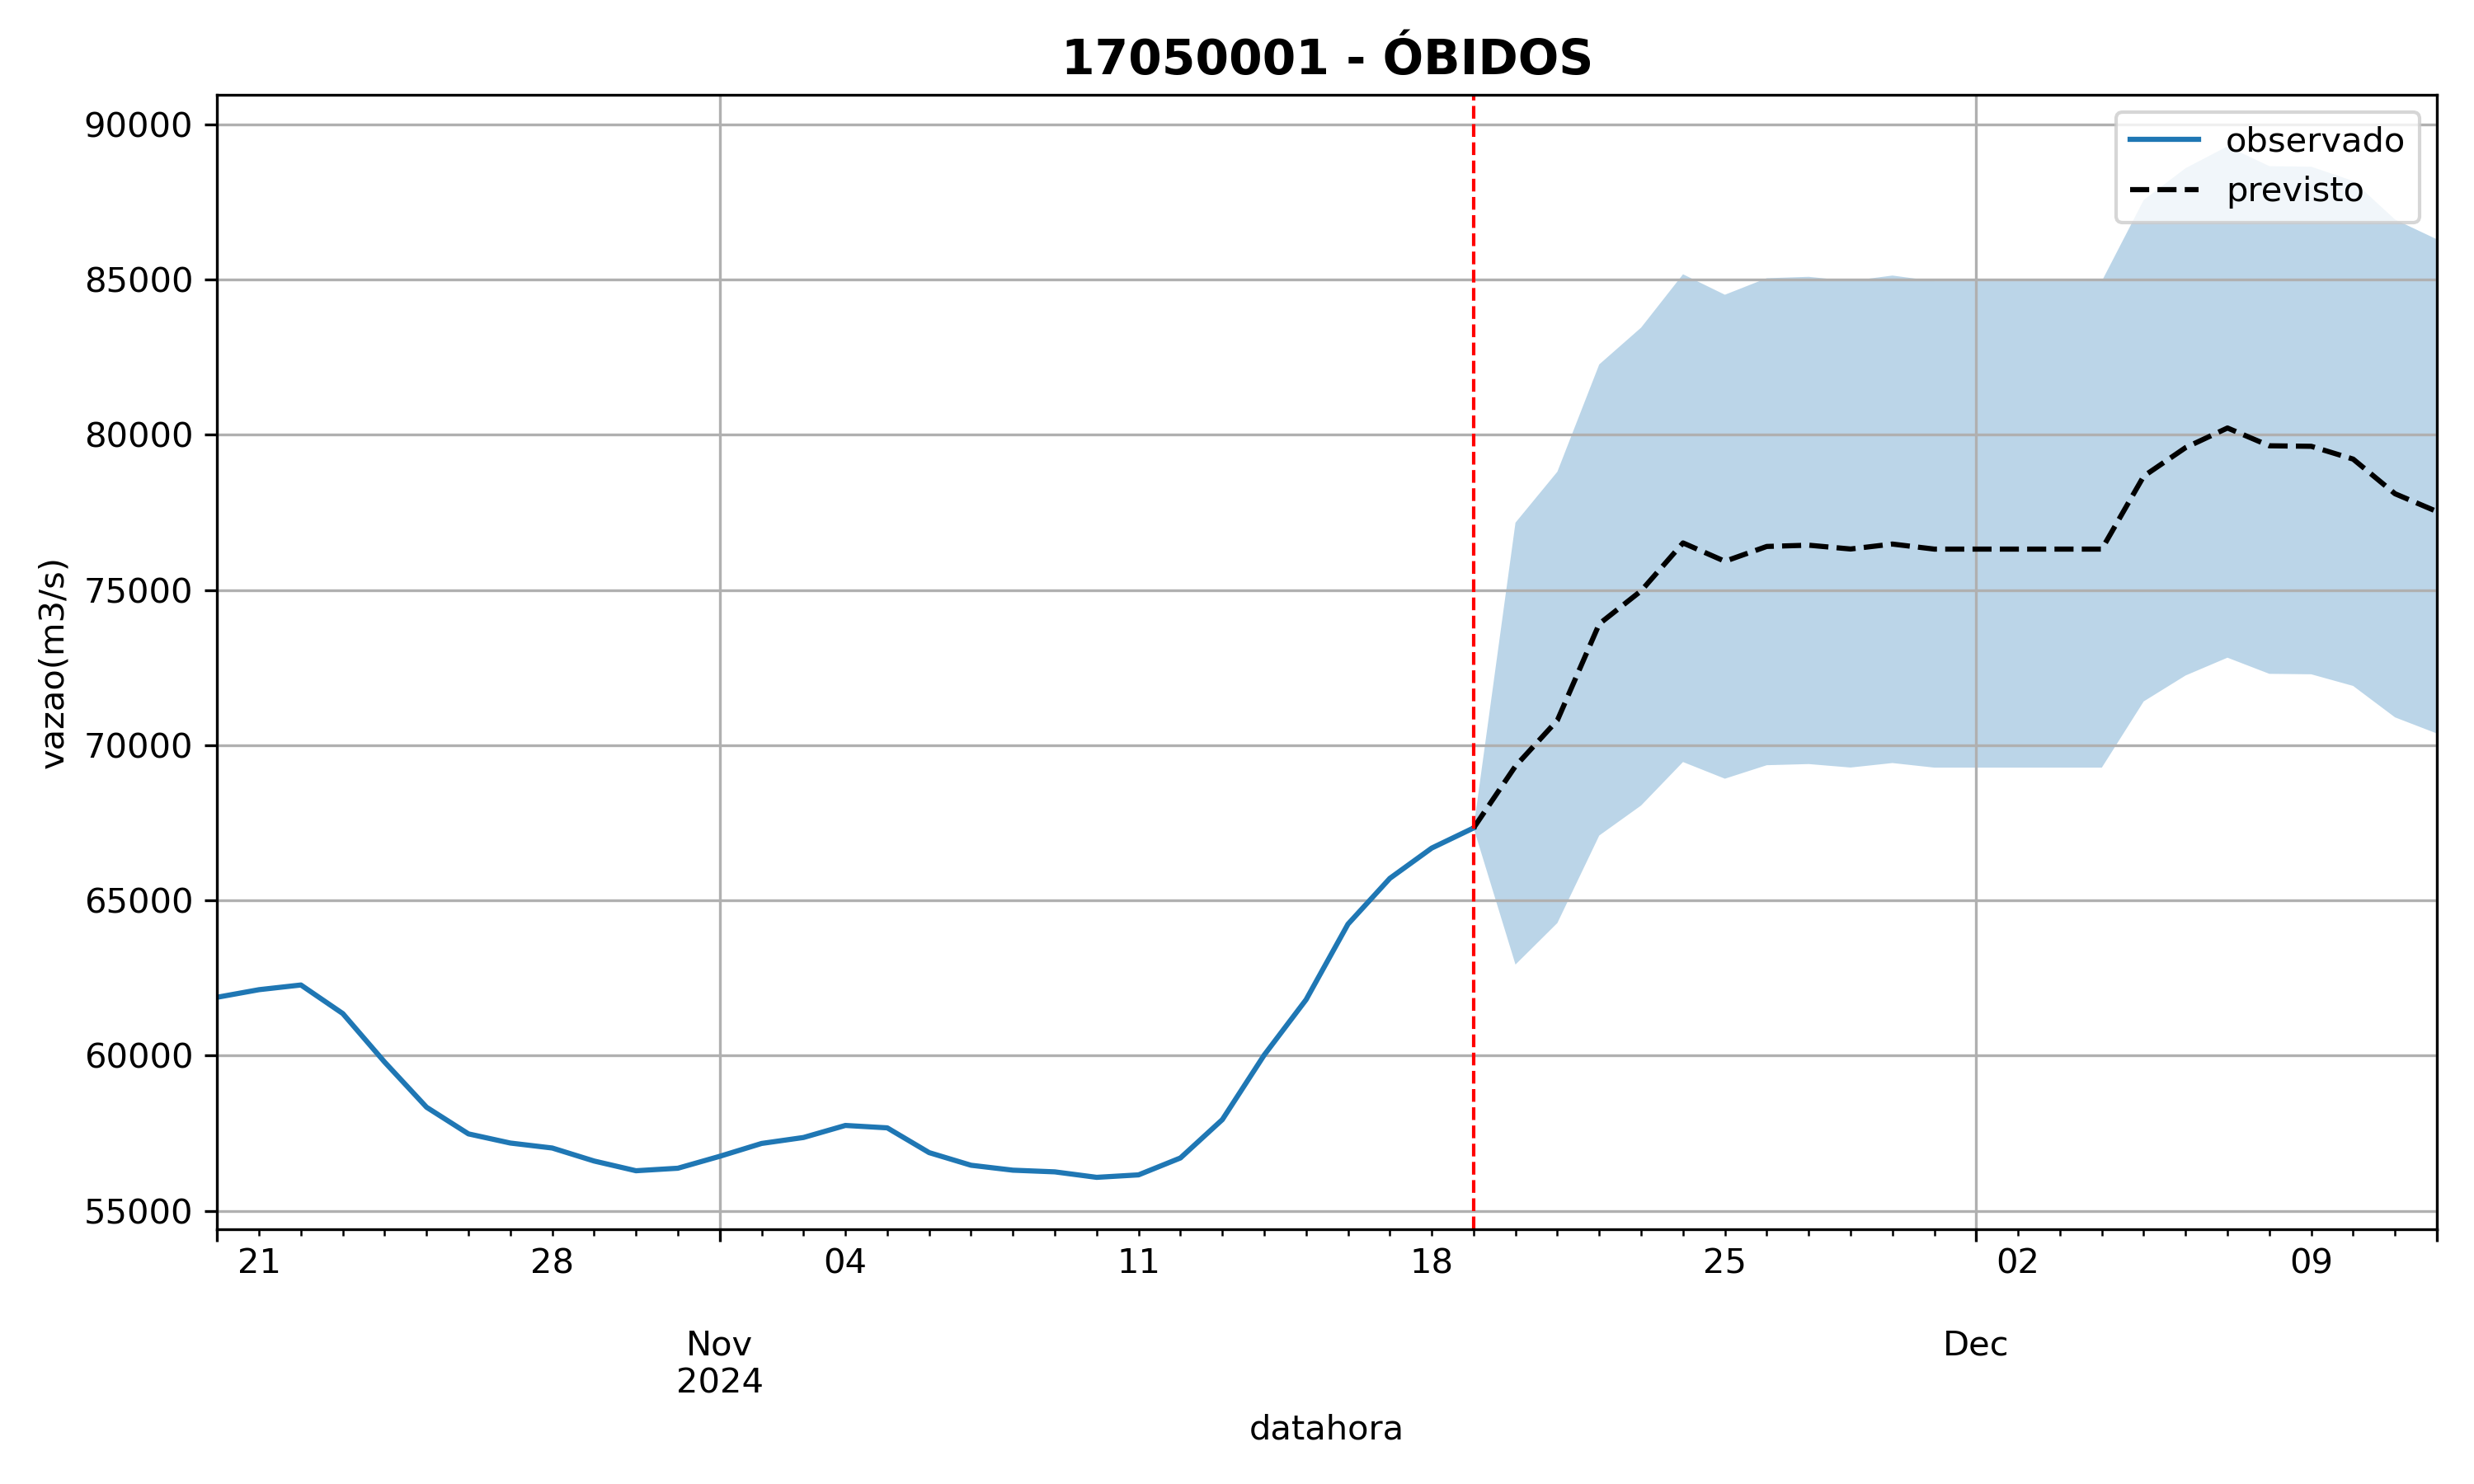 17050001 - ÓBIDOS
observado
previsto
vazao(m3/s)
90000
85000
80000
75000
70000
65000
60000
55000
21 28 04 11 18 25 02 09
Nov Dec
2024
datahora